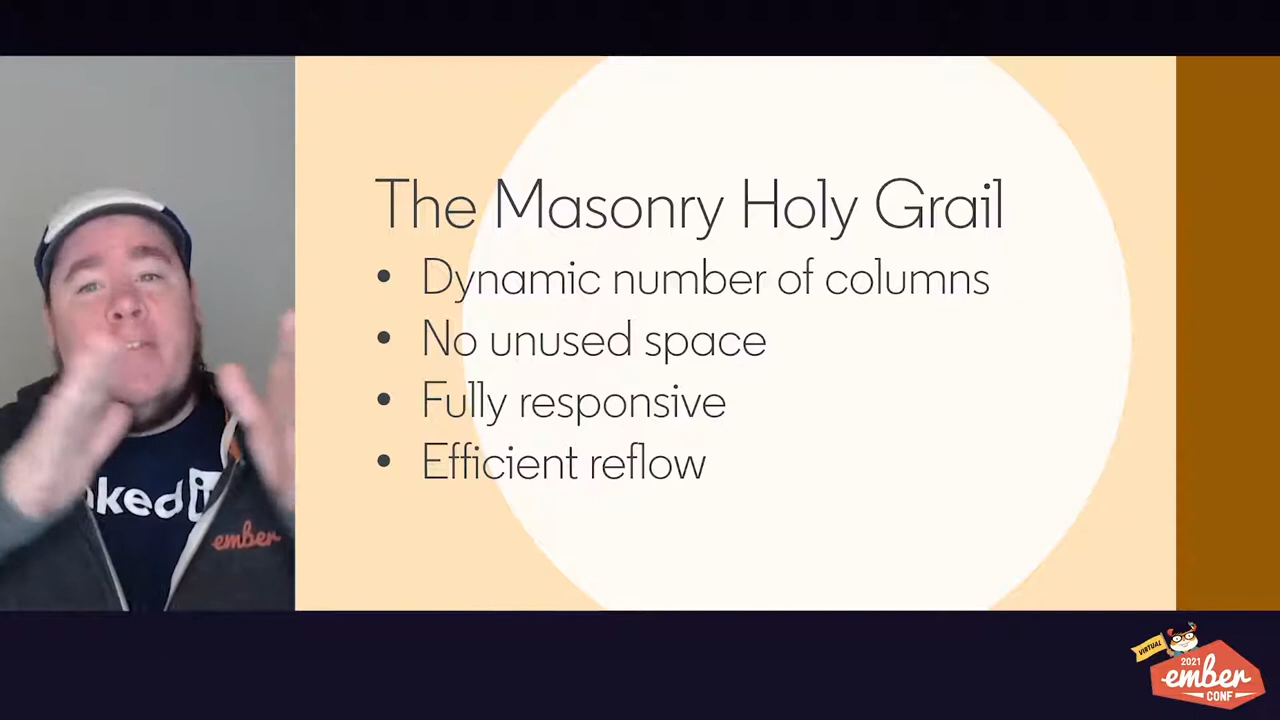 The Masonry Holy Grail
• Dynamic number of columns
• No unused space
• Fully responsive
• Efficient reflow
ember
VIRTUAL
2021
ember
CONF